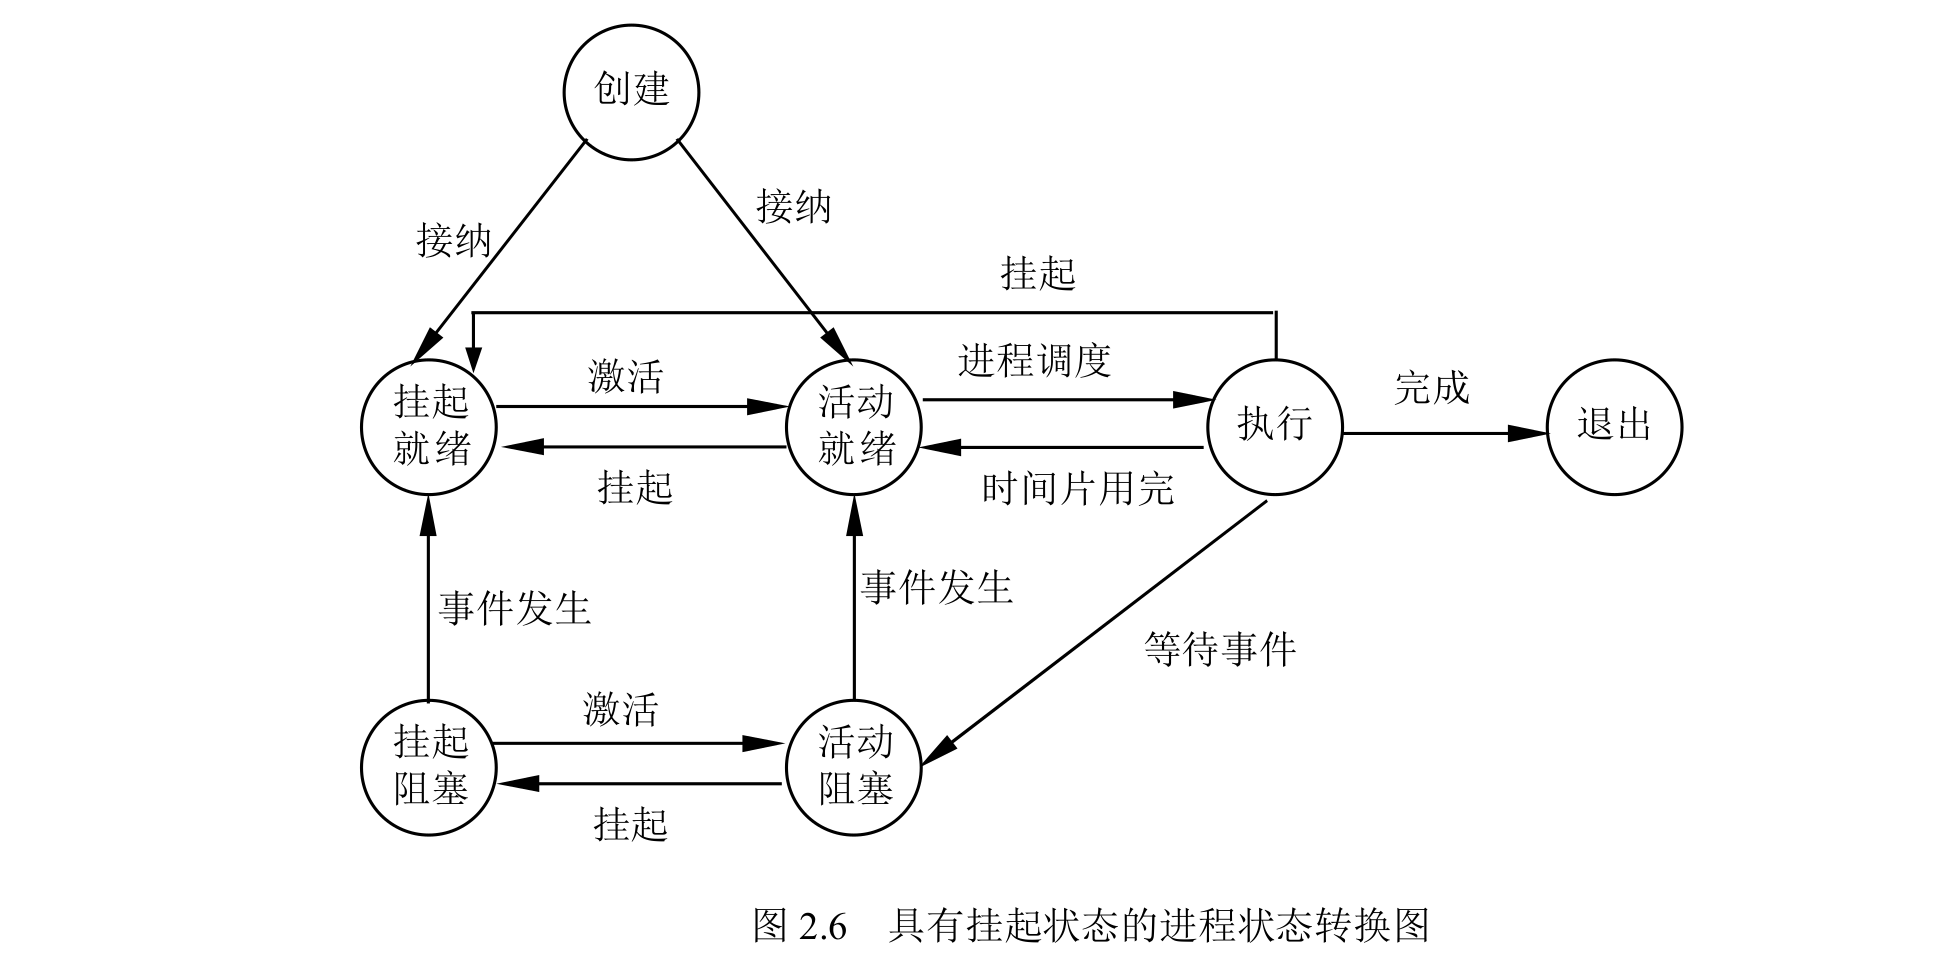 创建
接纳
接纳
挂起
挂起
就绪
激活
挂起
活动
就绪
进程调度
时间片用完
执行
完成
退出
事件发生
事件发生
等待事件
挂起
阻塞
激活
挂起
活动
阻塞
图 2.6 具有挂起状态的进程状态转换图